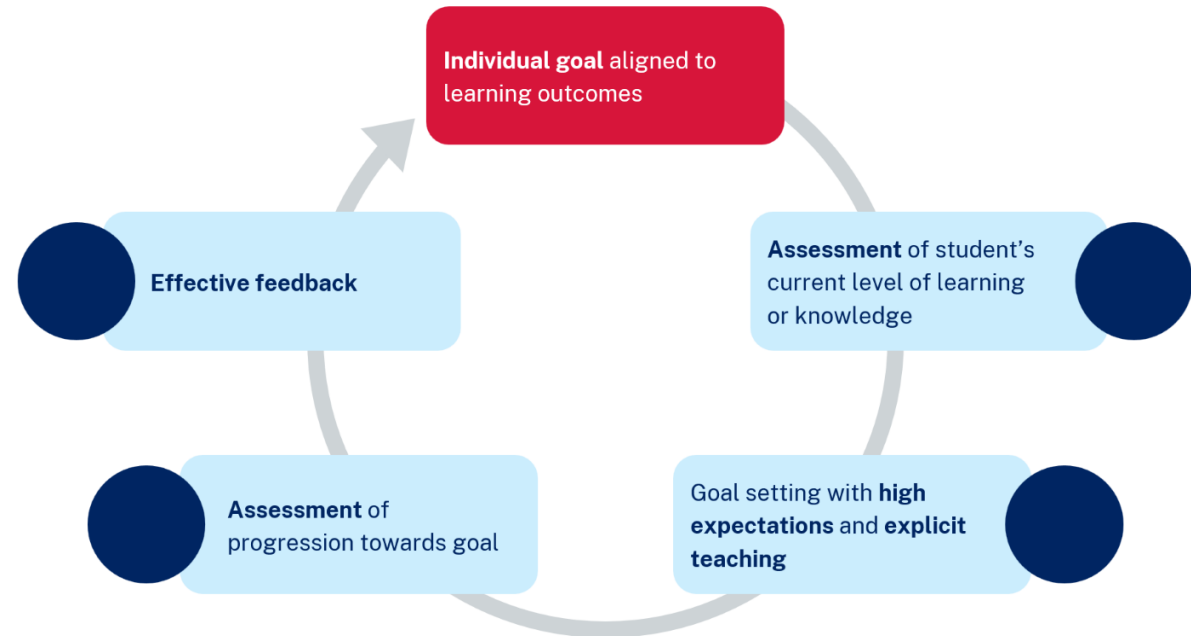 Individual goal aligned to
learning outcomes
Assessment of student’s
current level of learning
or knowledge
Goal setting with high
expectations and explicit
teaching
Assessment of
progression towards goal
Effective feedback